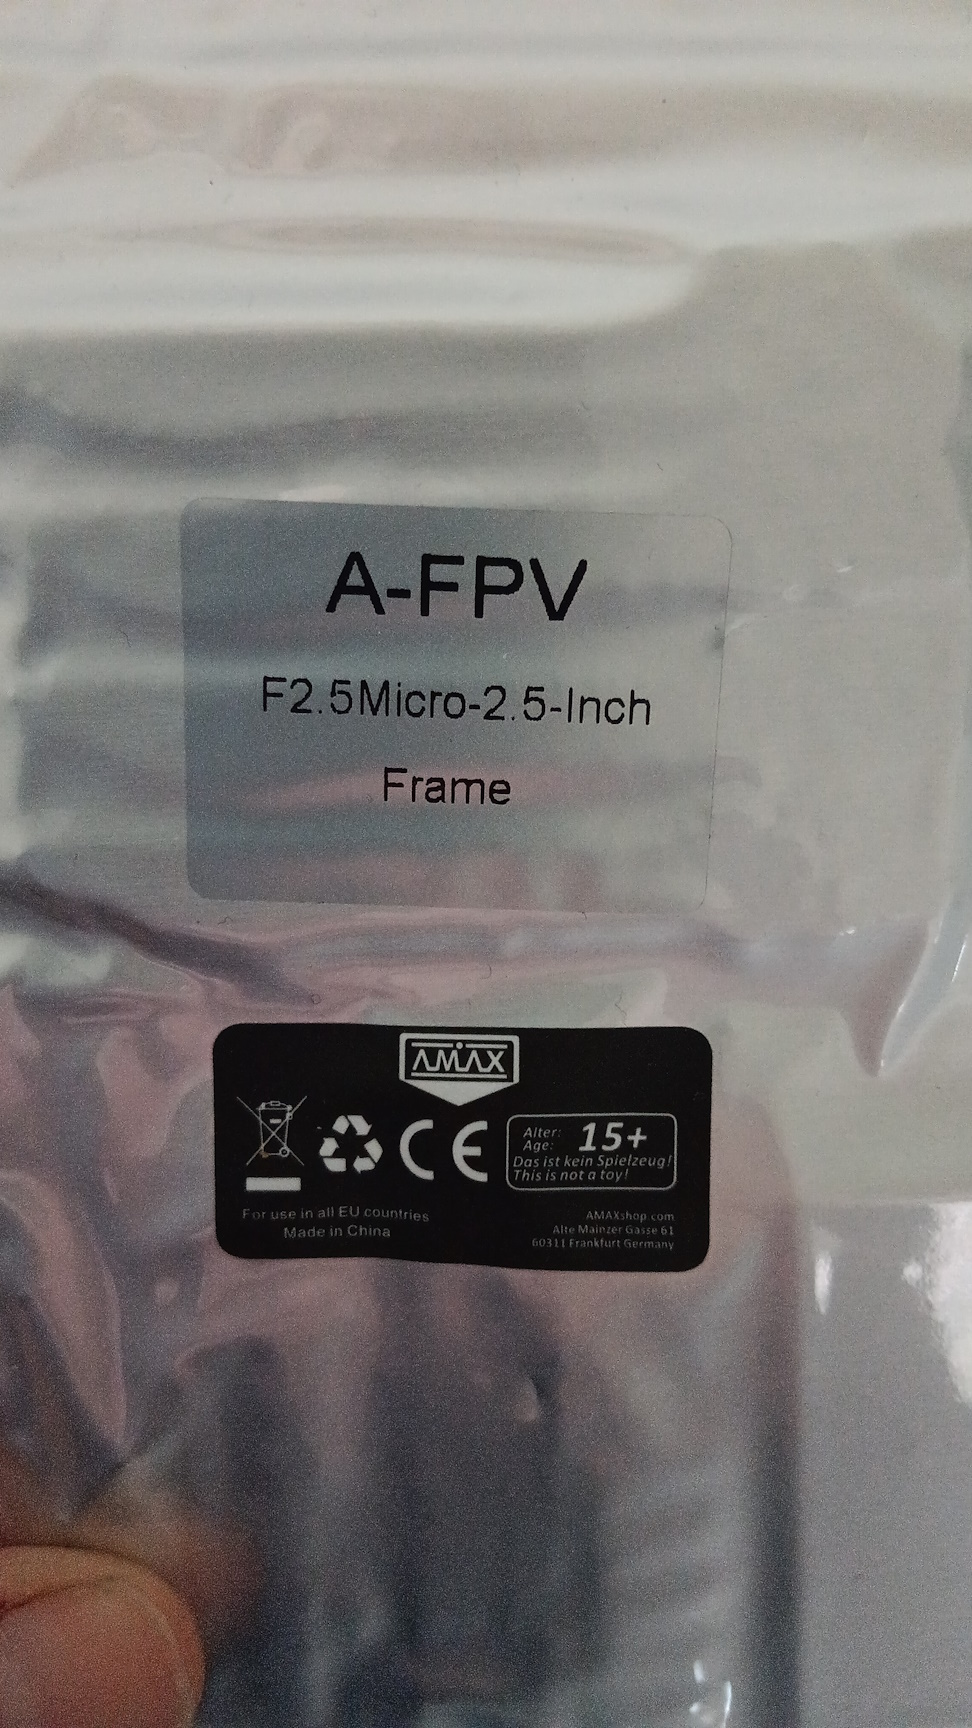 A-FPV
F2.5Micro-2.5-Inch
Frame
AMAX
CE
Alter:
Age:
15+
Das ist kein Spielzeug!
This is not a toy!
For use in all EU countries
Made in China
AMAXshop.com
Alte Mainzer Gasse 61
60311 Frankfurt Germany